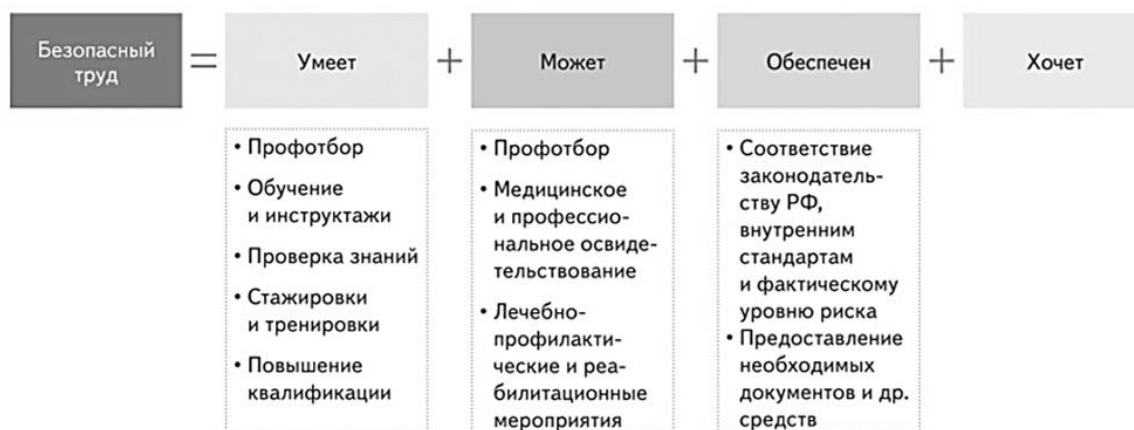 Безопасный
труд
=
Умеет
+
Может
+
Обеспечен
+
Хочет
• Профотбор
• Обучение
и инструктажи
• Проверка знаний
• Стажировки
и тренировки
• Повышение
квалификации
• Профотбор
• Медицинское
и профессио-
нальное освиде-
тельствование
• Лечебно-
профилакти-
ческие и реа-
билитационные
мероприятия
• Соответствие
законодатель-
ству РФ,
внутренним
стандартам
и фактическому
уровню риска
• Предоставление
необходимых
документов и др.
средств